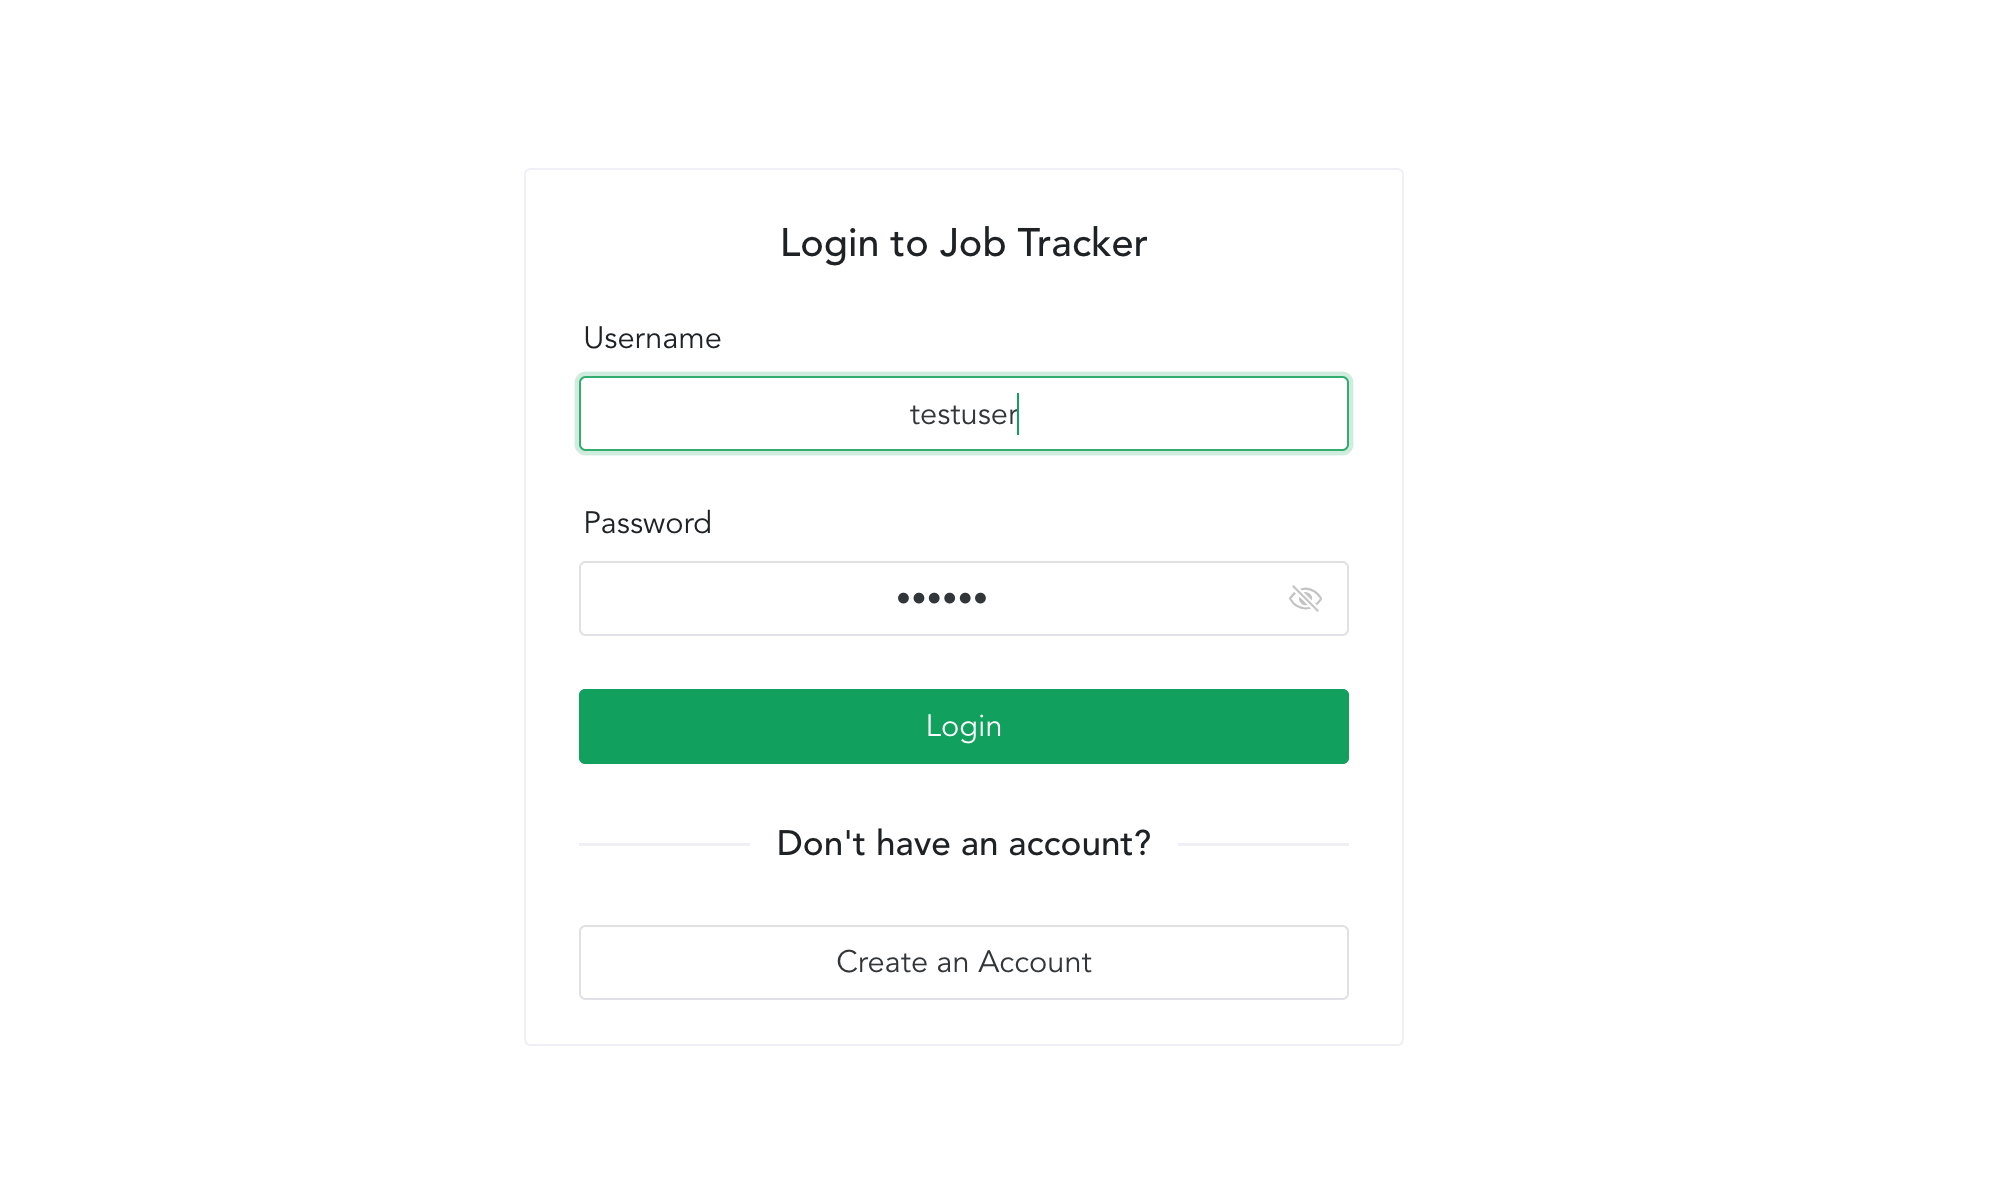 Login to Job Tracker
Username
testuser
Password
••••••
Login
Don't have an account?
Create an Account